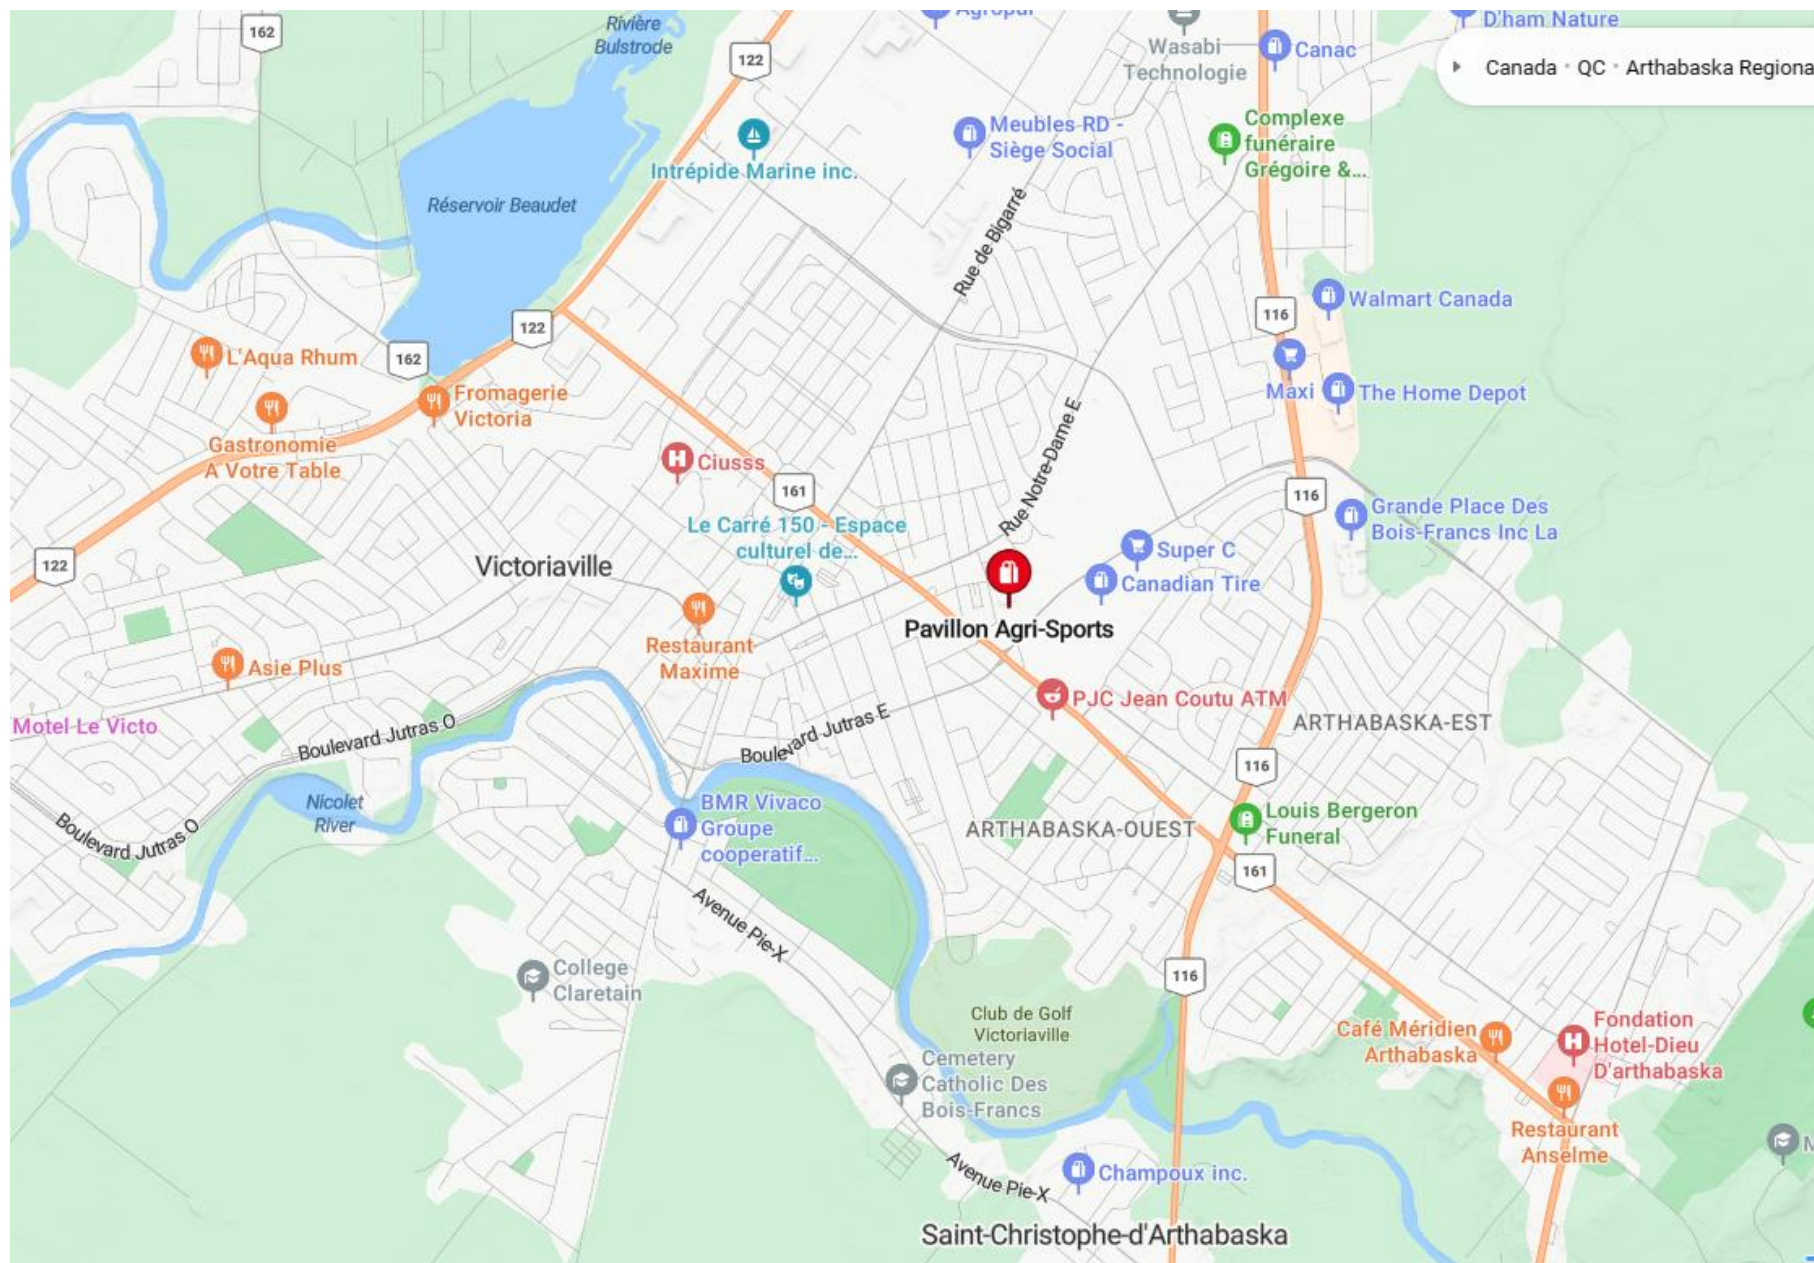 162
Rivière
Bulstrode
122
Agropur
Wasabi
Technologie
D'ham Nature
Canac
Canada • QC • Arthabaska Regiona
Complexe
funéraire
Grégoire &...
Meubles RD -
Siège Social
Intrépide Marine inc.
Réservoir Beaudet
Rue de Bigarré
116
Walmart Canada
122
162
L'Aqua Rhum
Fromagerie
Victoria
Maxi
The Home Depot
Gastronomie
A Votre Table
Ciusss
161
Rue Notre-Dame E
116
Grande Place Des
Bois-Francs Inc La
Le Carré 150 - Espace
culturel de...
Super C
Canadian Tire
122
Victoriaville
Pavillon Agri-Sports
Restaurant
Maxime
Asie Plus
PJC Jean Coutu ATM
Motel Le Victo
Boulevard Jutras O
Boulevard Jutras E
ARTHABASKA-EST
116
Nicolet
River
BMR Vivaco
Groupe
cooperatif...
Boulevard Jutras O
ARTHABASKA-OUEST
Louis Bergeron
Funeral
161
Avenue Pie-X
College
Claretain
116
Club de Golf
Victoriaville
Café Méridien
Arthabaska
Fondation
Hotel-Dieu
D'arthabaska
Cemetery
Catholic Des
Bois-Francs
Restaurant
Anselme
M
Avenue Pie-X
Champoux inc.
Saint-Christophe-d'Arthabaska